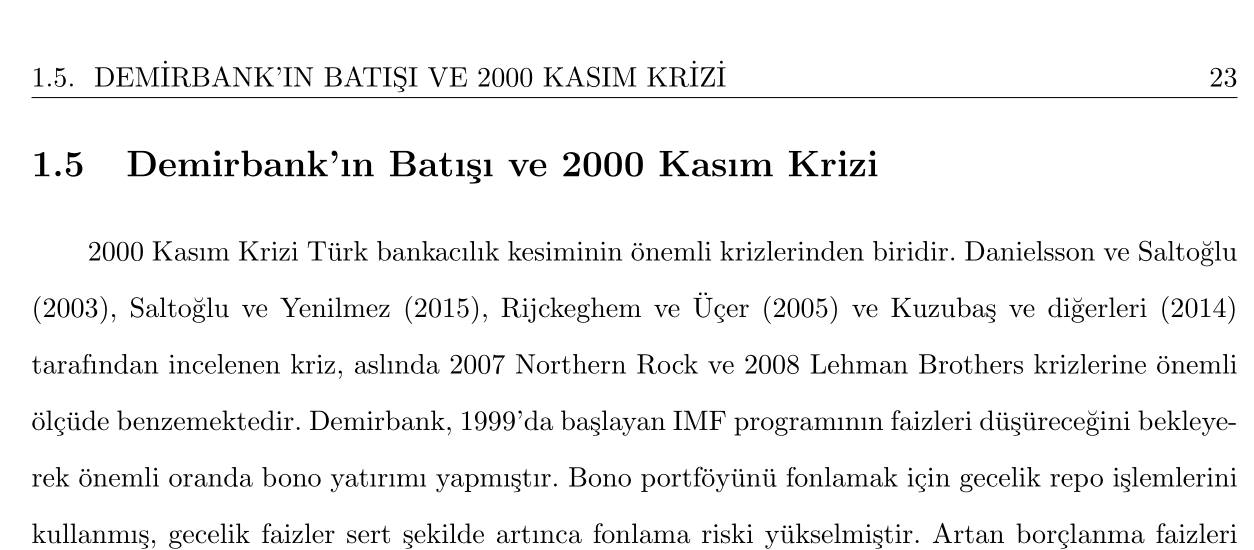 1.5. DEMİRBANK'IN BATIŞI VE 2000 KASIM KRİZİ 23
1.5 Demirbank'ın Batışı ve 2000 Kasım Krizi
2000 Kasım Krizi Türk bankacılık kesiminin önemli krizlerinden biridir. Danielsson ve Saltoğlu
(2003), Saltoğlu ve Yenilmez (2015), Rijckeghem ve Üçer (2005) ve Kuzubaş ve diğerleri (2014)
tarafından incelenen kriz, aslında 2007 Northern Rock ve 2008 Lehman Brothers krizlerine önemli
ölçüde benzemektedir. Demirbank, 1999'da başlayan IMF programının faizleri düşüreceğini bekleye-
rek önemli oranda bono yatırımı yapmıştır. Bono portföyünü fonlamak için gecelik repo işlemlerini
kullanmış, gecelik faizler sert şekilde artınca fonlama riski yükselmiştir. Artan borçlanma faizleri